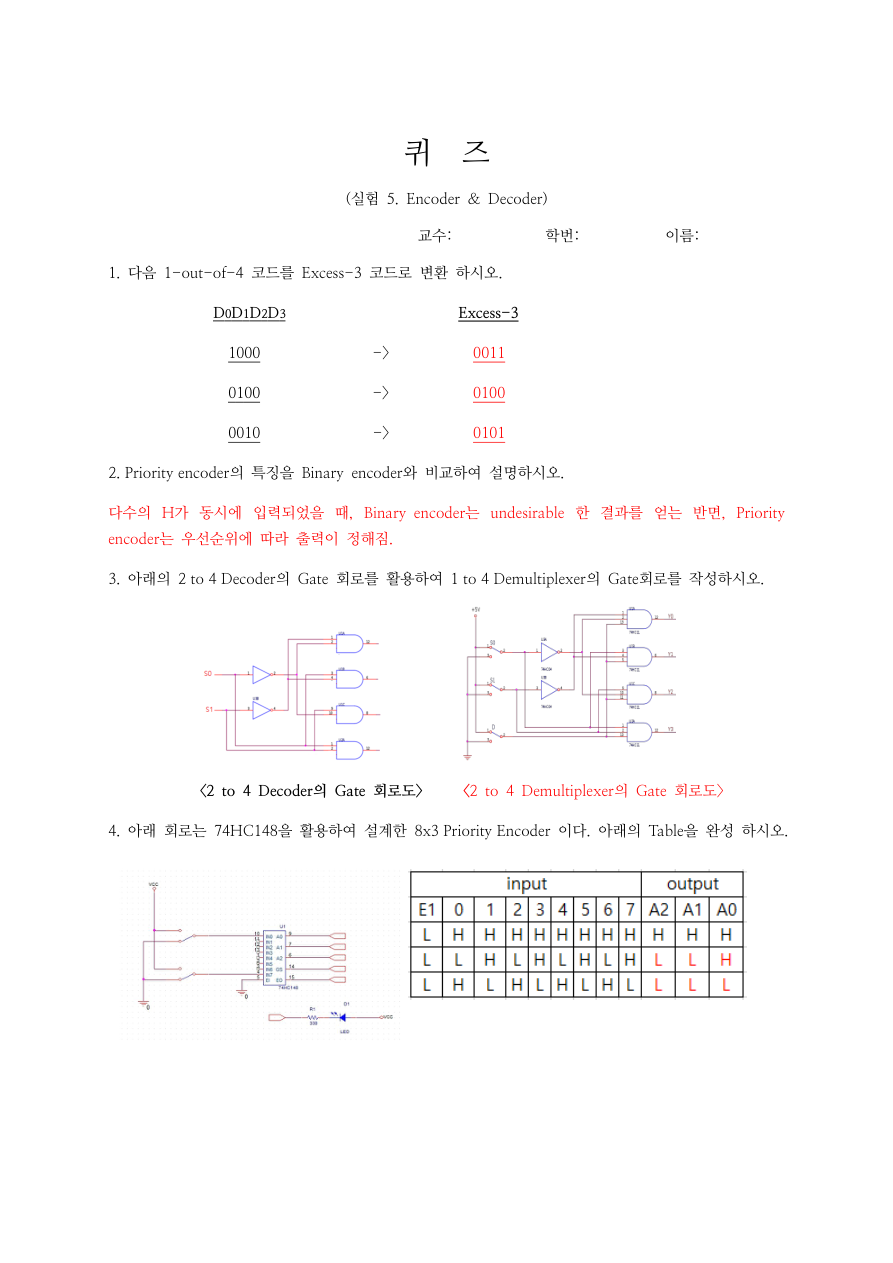 퀴 즈
(실험 5. Encoder & Decoder)
교수: 학번: 이름:
1. 다음 1-out-of-4 코드를 Excess-3 코드로 변환 하시오.
D0D1D2D3 Excess-3
1000 -> 0011
0100 -> 0100
0010 -> 0101
2. Priority encoder의 특징을 Binary encoder와 비교하여 설명하시오.
다수의 H가 동시에 입력되었을 때, Binary encoder는 undesirable 한 결과를 얻는 반면, Priority
encoder는 우선순위에 따라 출력이 정해짐.
3. 아래의 2 to 4 Decoder의 Gate 회로를 활용하여 1 to 4 Demultiplexer의 Gate회로를 작성하시오.
S0
S1
+5V
S0
S1
D
Y0
Y1
Y2
Y3
<2 to 4 Decoder의 Gate 회로도> <2 to 4 Demultiplexer의 Gate 회로도>
4. 아래 회로는 74HC148을 활용하여 설계한 8x3 Priority Encoder 이다. 아래의 Table을 완성 하시오.
VCC
U1
74HC148
0
0
R1
330
D1
LED
VCC
input output
E1 0 1 2 3 4 5 6 7 A2 A1 A0
L H H H H H H H H H H H
L L H L H L H L H L L H
L H L H L H L H L L L L